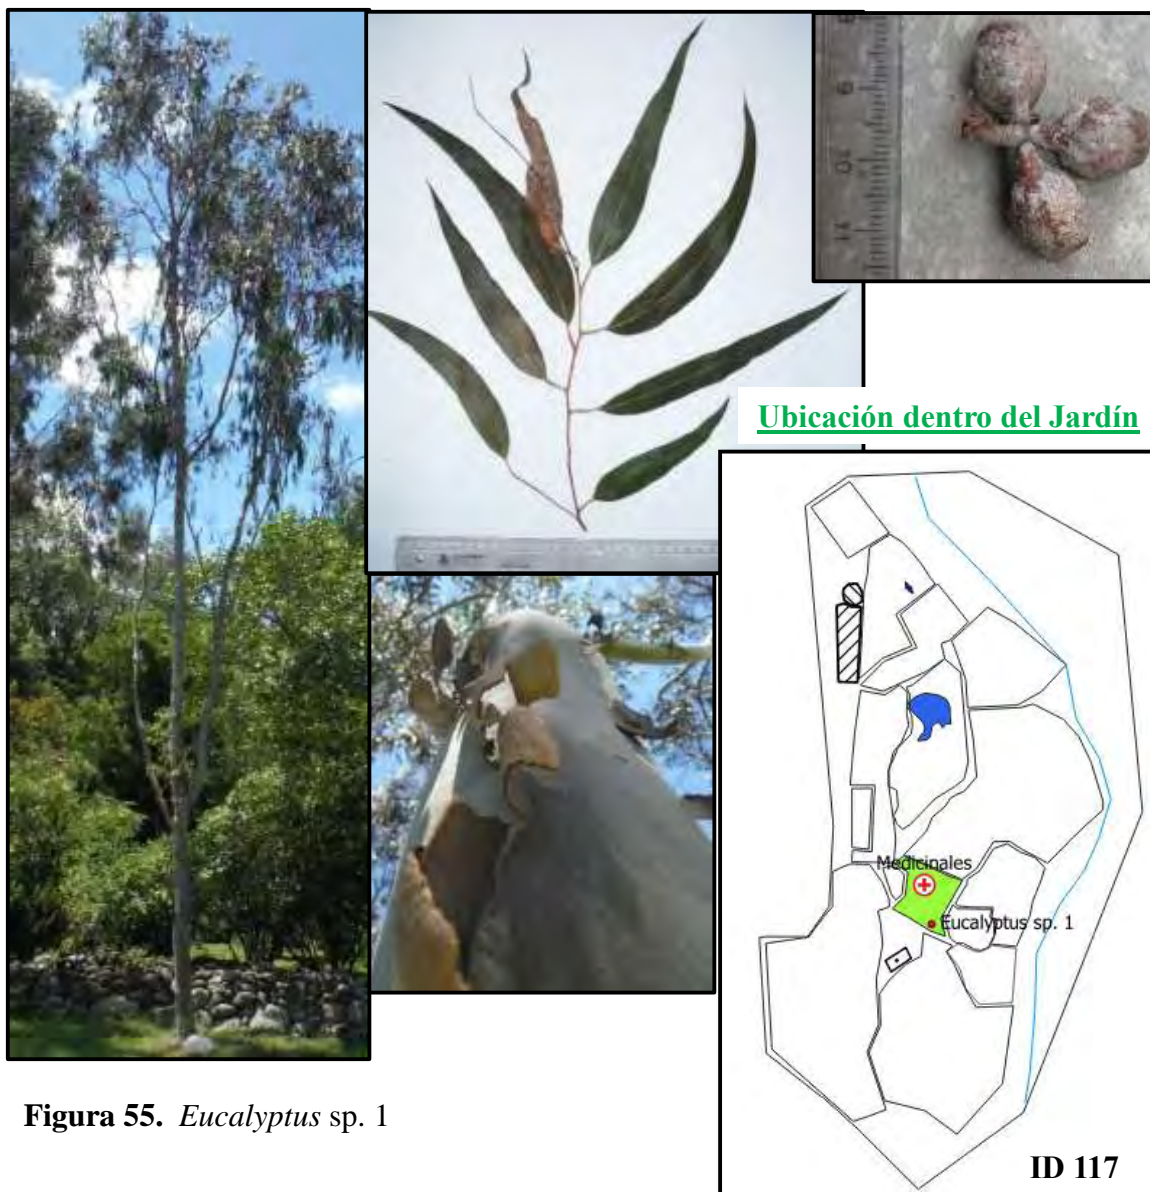 Ubicación dentro del Jardín
Medicinales
Eucalyptus sp. 1
Figura 55. Eucalyptus sp. 1
ID 117